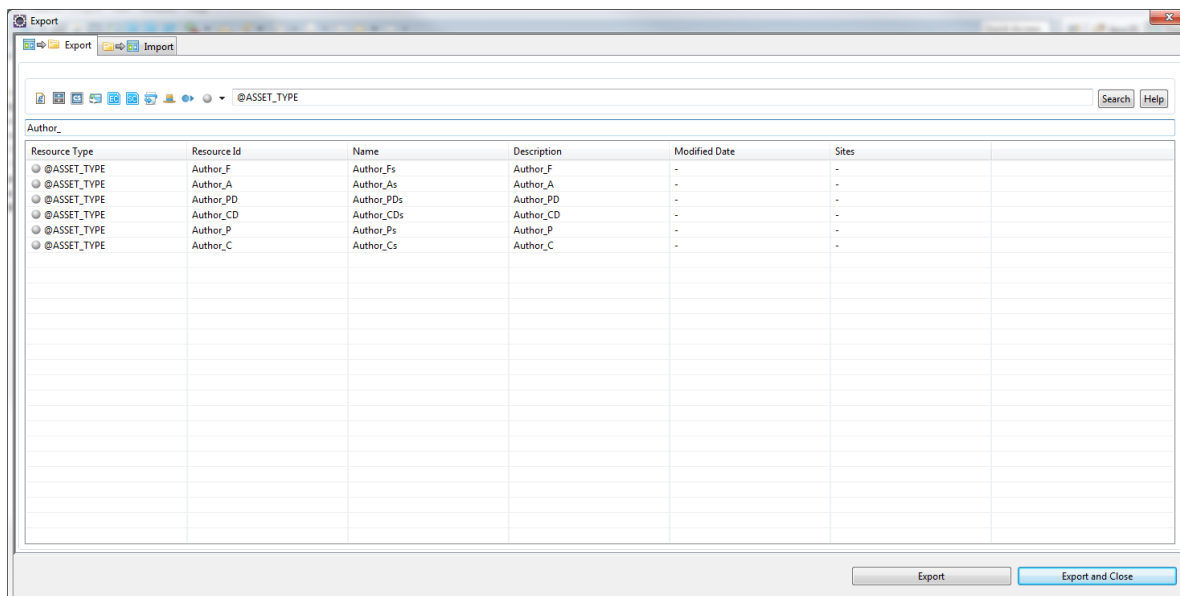 Export
Export Import
@ASSET_TYPE Search Help
Author_
Resource Type Resource Id Name Description Modified Date Sites
@ASSET_TYPE Author_F Author_Fs Author_F - -
@ASSET_TYPE Author_A Author_As Author_A - -
@ASSET_TYPE Author_PD Author_PDs Author_PD - -
@ASSET_TYPE Author_CD Author_CDs Author_CD - -
@ASSET_TYPE Author_P Author_Ps Author_P - -
@ASSET_TYPE Author_C Author_Cs Author_C - -
Export Export and Close